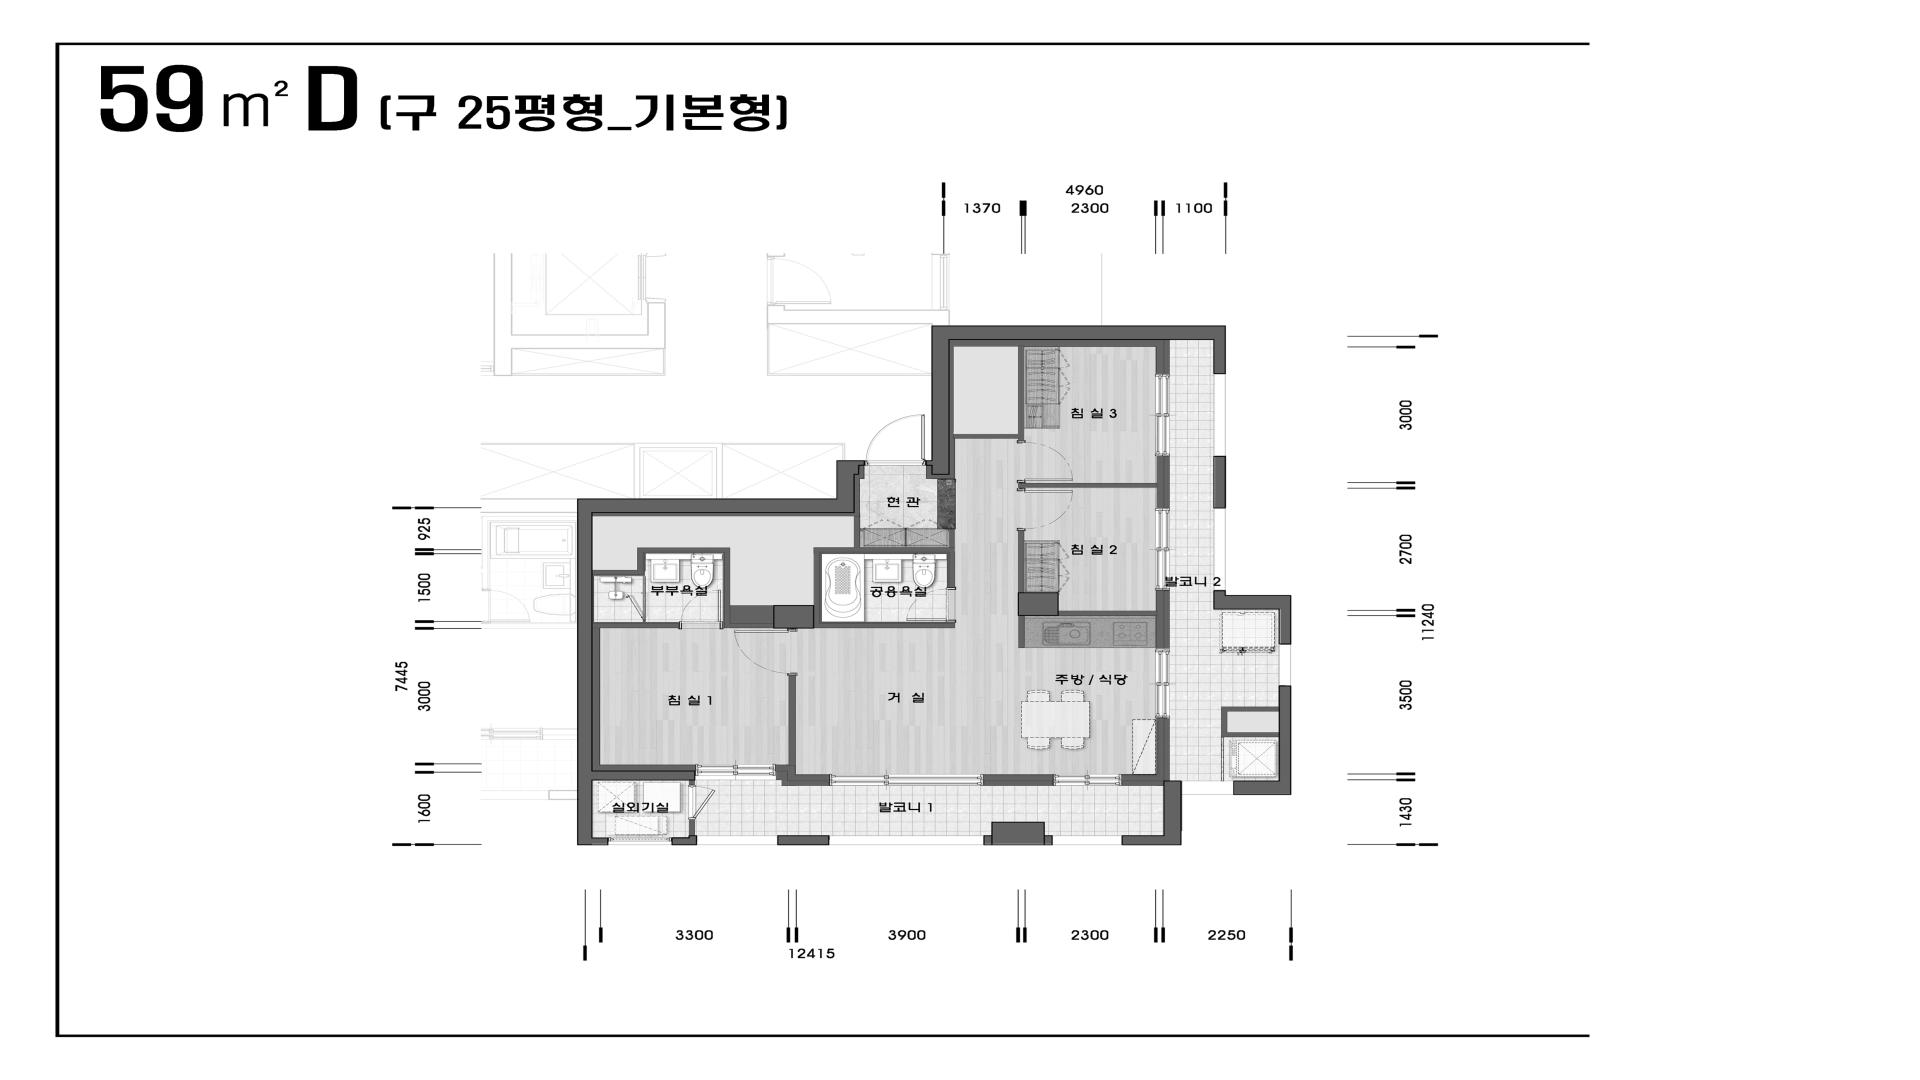 59 m² D (구 25평형_기본형)
4960
1370
2300
1100
침 실 3
3000
현 관
925
침 실 2
2700
발코니 2
1500
부부욕실
공용욕실
11240
7445
3000
침 실 1
거 실
주방 / 식당
3500
1600
실외기실
발코니 1
1430
3300
3900
2300
2250
12415